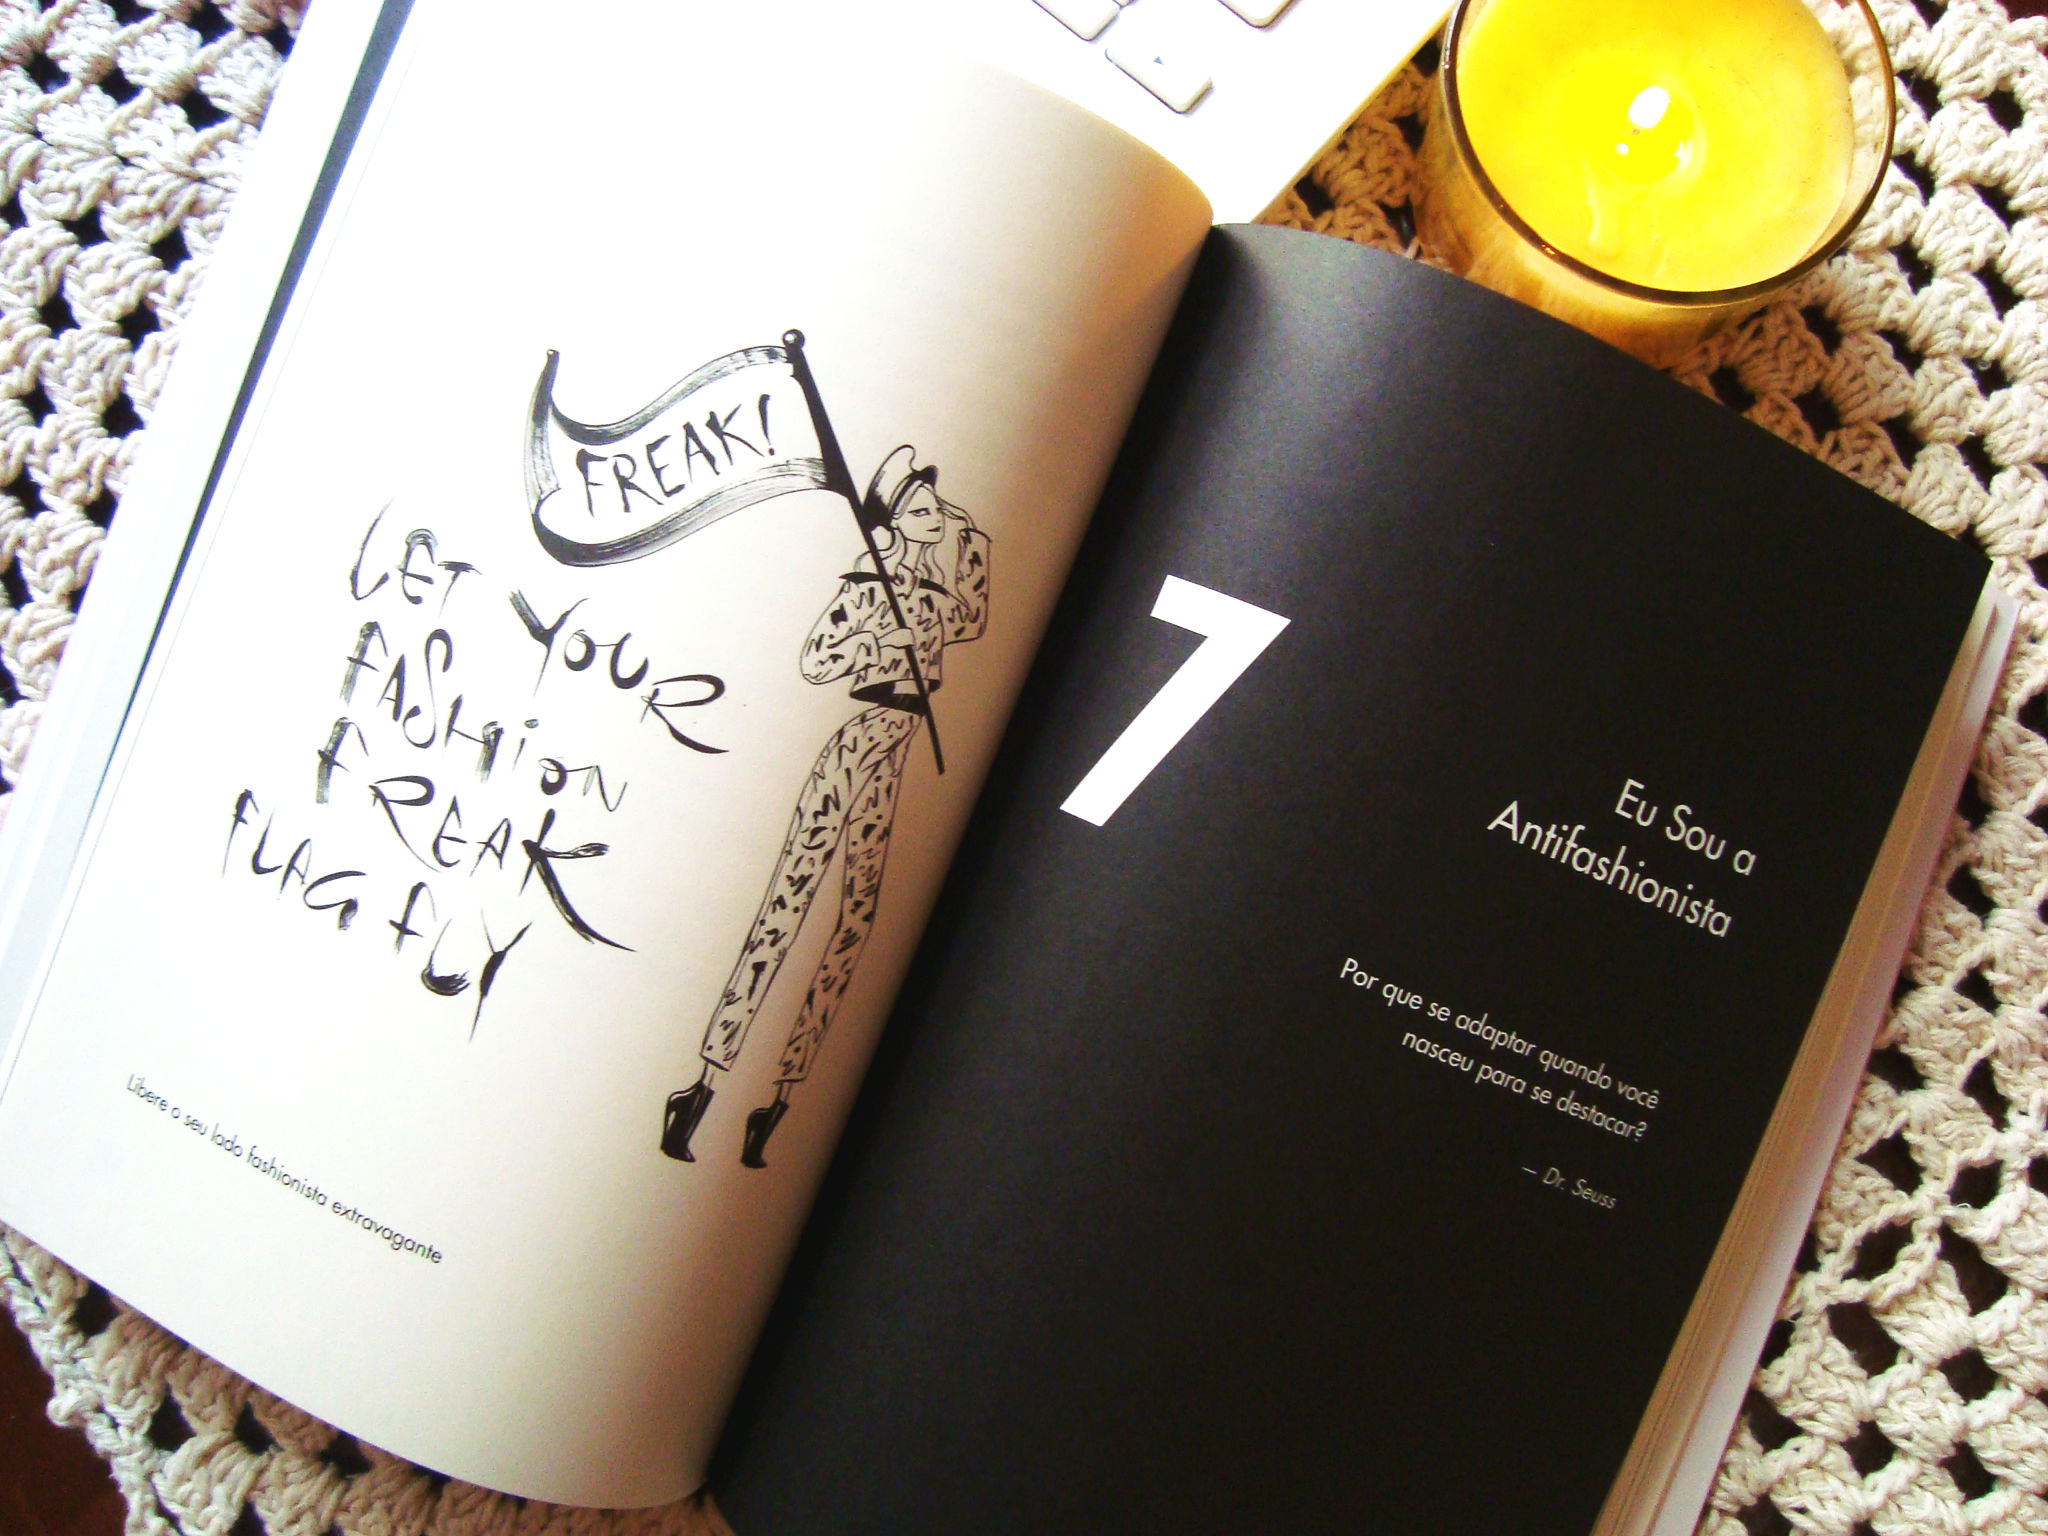 FREAK!
LET YOUR
FASHION
FREAK
FLAG FLY
Libere o seu lado fashionista extravagante
7
Eu Sou a
Antifashionista
Por que se adaptar quando você
nasceu para se destacar?
– Dr. Seuss